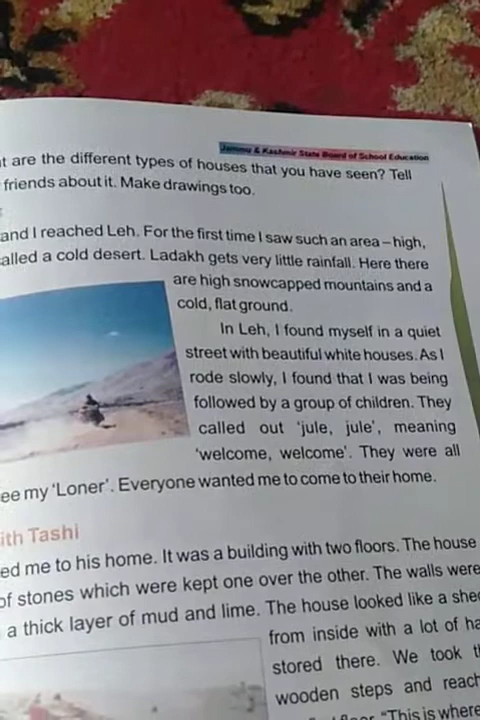 Jammu & Kashmir State Board of School Education
t are the different types of houses that you have seen? Tell
friends about it. Make drawings too.
and I reached Leh. For the first time I saw such an area – high,
alled a cold desert. Ladakh gets very little rainfall. Here there
are high snowcapped mountains and a
cold, flat ground.
In Leh, I found myself in a quiet
street with beautiful white houses. As I
rode slowly, I found that I was being
followed by a group of children. They
called out 'jule, jule', meaning
'welcome, welcome'. They were all
ee my 'Loner'. Everyone wanted me to come to their home.
ith Tashi
ed me to his home. It was a building with two floors. The house
of stones which were kept one over the other. The walls were
a thick layer of mud and lime. The house looked like a she
from inside with a lot of ha
stored there. We took t
wooden steps and reach
"This is where